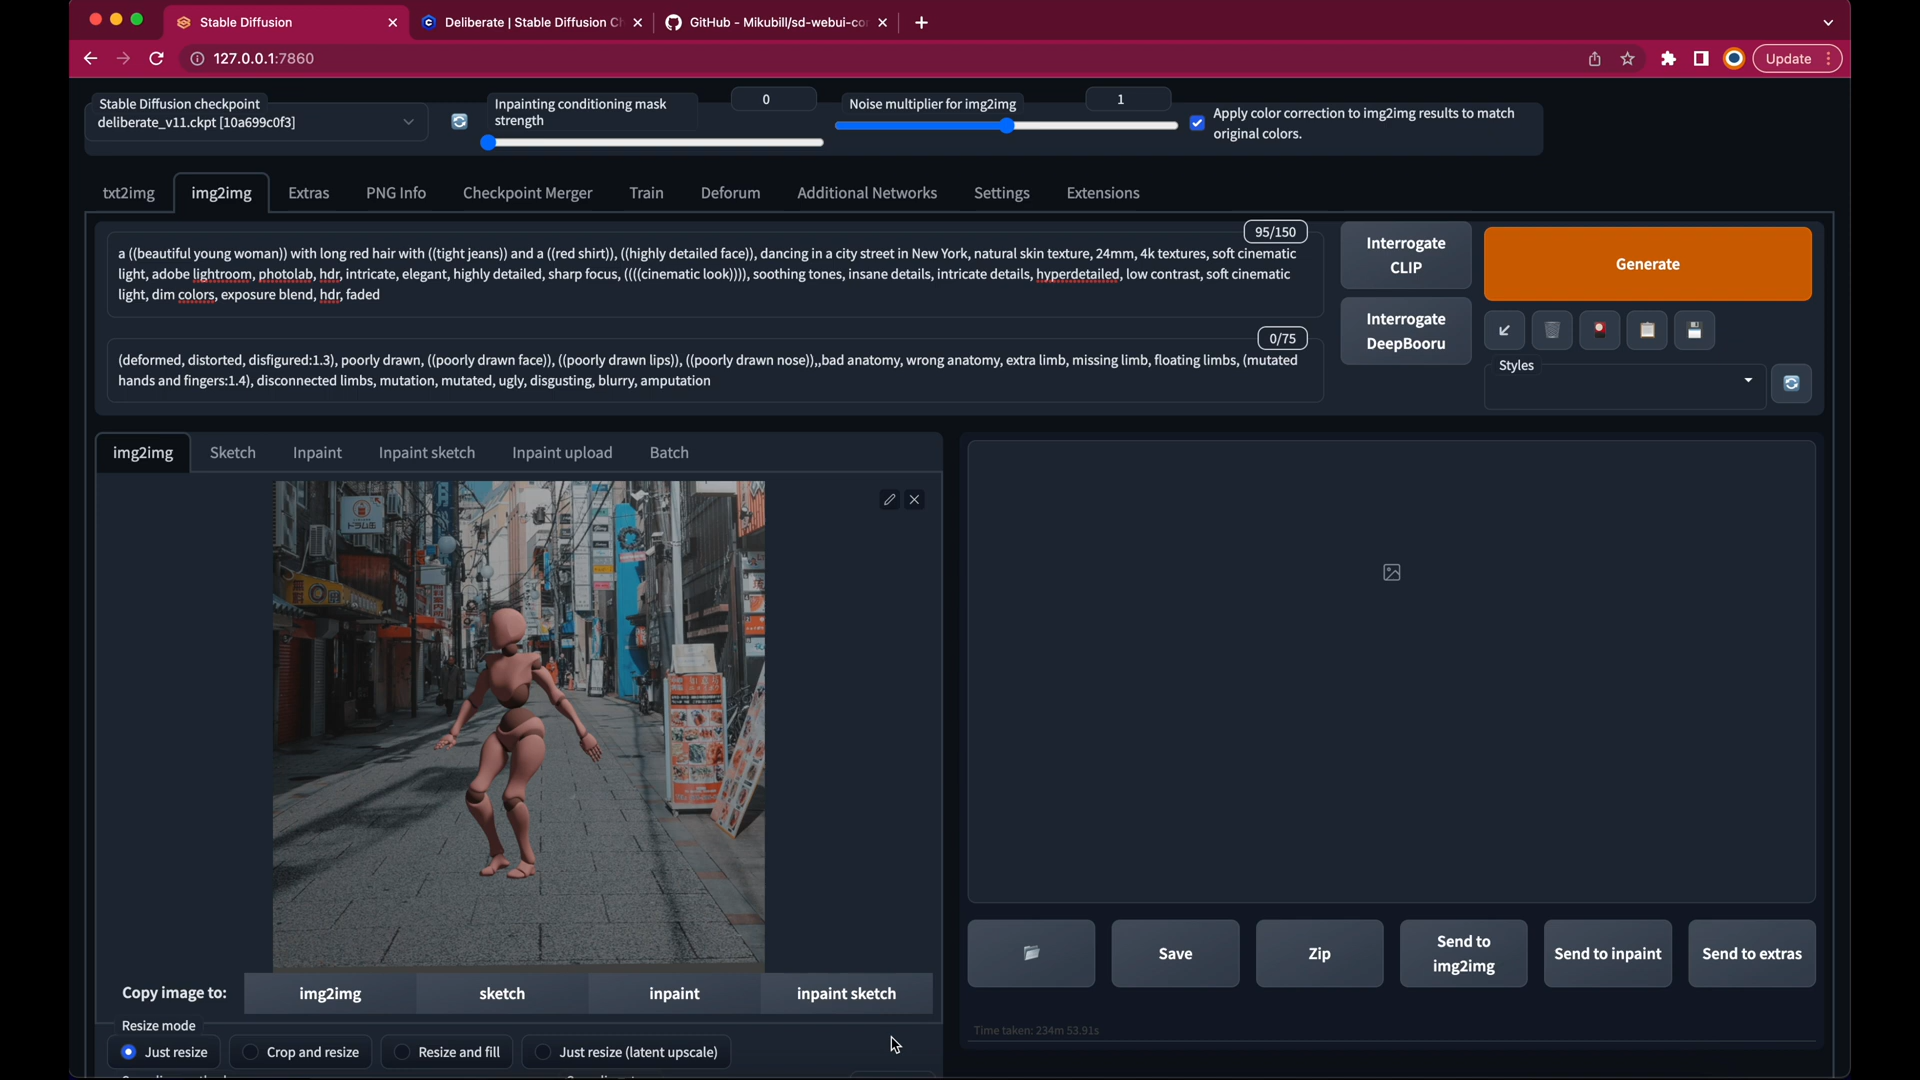 Stable Diffusion
Deliberate | Stable Diffusion Ch
GitHub - Mikubill/sd-webui-co
127.0.0.1:7860
Update
Stable Diffusion checkpoint
deliberate_v11.ckpt [10a699c0f3]
Inpainting conditioning mask
strength
0
Noise multiplier for img2img
1
Apply color correction to img2img results to match
original colors.
txt2img
img2img
Extras
PNG Info
Checkpoint Merger
Train
Deforum
Additional Networks
Settings
Extensions
95/150
a ((beautiful young woman)) with long red hair with ((tight jeans)) and a ((red shirt)), ((highly detailed face)), dancing in a city street in New York, natural skin texture, 24mm, 4k textures, soft cinematic
light, adobe lightroom, photolab, hdr, intricate, elegant, highly detailed, sharp focus, ((((cinematic look)))), soothing tones, insane details, intricate details, hyperdetailed, low contrast, soft cinematic
light, dim colors, exposure blend, hdr, faded
0/75
(deformed, distorted, disfigured:1.3), poorly drawn, ((poorly drawn face)), ((poorly drawn lips)), ((poorly drawn nose)),,bad anatomy, wrong anatomy, extra limb, missing limb, floating limbs, (mutated
hands and fingers:1.4), disconnected limbs, mutation, mutated, ugly, disgusting, blurry, amputation
Interrogate
CLIP
Interrogate
DeepBooru
Generate
Styles
img2img
Sketch
Inpaint
Inpaint sketch
Inpaint upload
Batch
ドラム缶
Copy image to:
img2img
sketch
inpaint
inpaint sketch
Resize mode
Just resize
Crop and resize
Resize and fill
Just resize (latent upscale)
Save
Zip
Send to
img2img
Send to inpaint
Send to extras
Time taken: 234m 53.91s